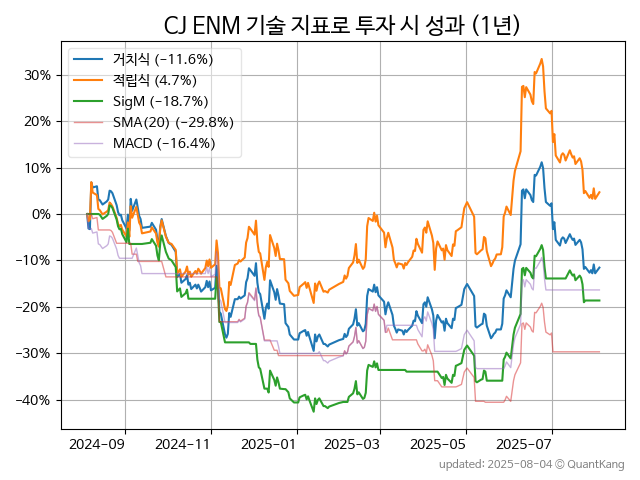 CJ ENM 기술 지표로 투자 시 성과 (1년)
거치식 (−11.6%)
적립식 (4.7%)
SigM (−18.7%)
SMA(20) (−29.8%)
MACD (−16.4%)
30%
20%
10%
0%
−10%
−20%
−30%
−40%
2024-09 2024-11 2025-01 2025-03 2025-05 2025-07
updated: 2025-08-04 © QuantKang